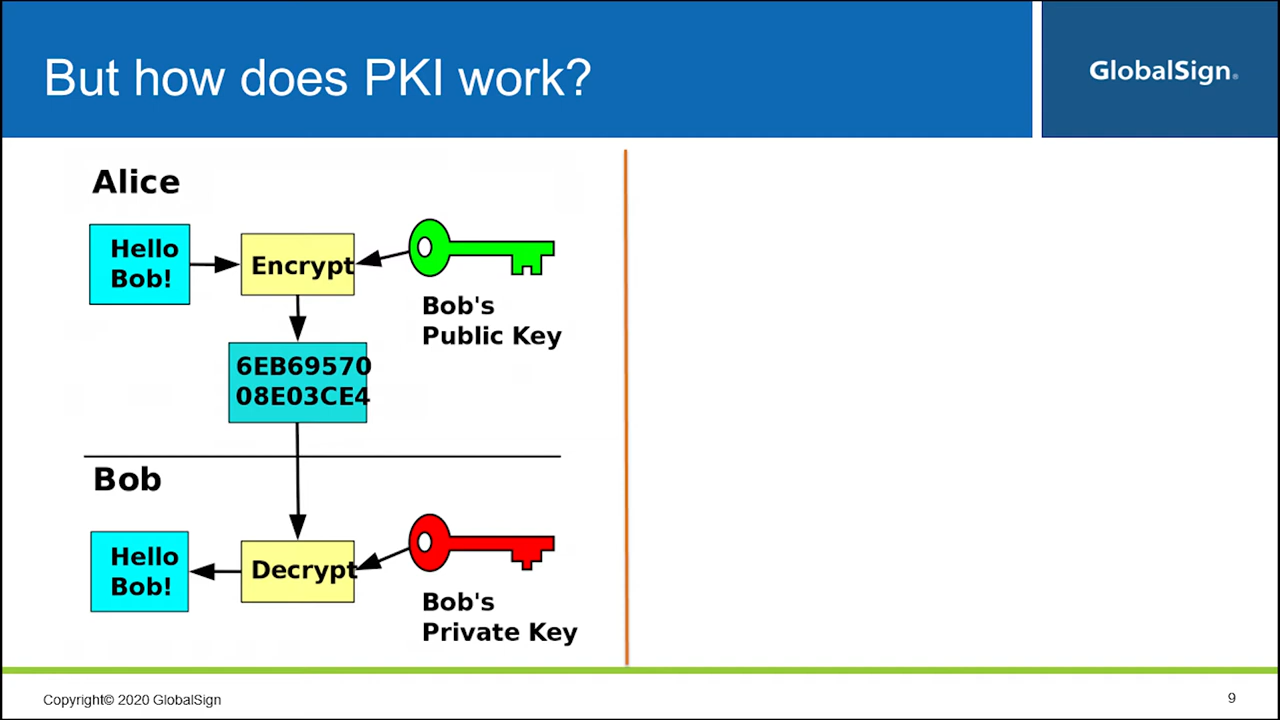 But how does PKI work?
GlobalSign®
Alice
Hello
Bob!
Encrypt
Bob's
Public Key
6EB69570
08E03CE4
Bob
Hello
Bob!
Decrypt
Bob's
Private Key
Copyright© 2020 GlobalSign
9